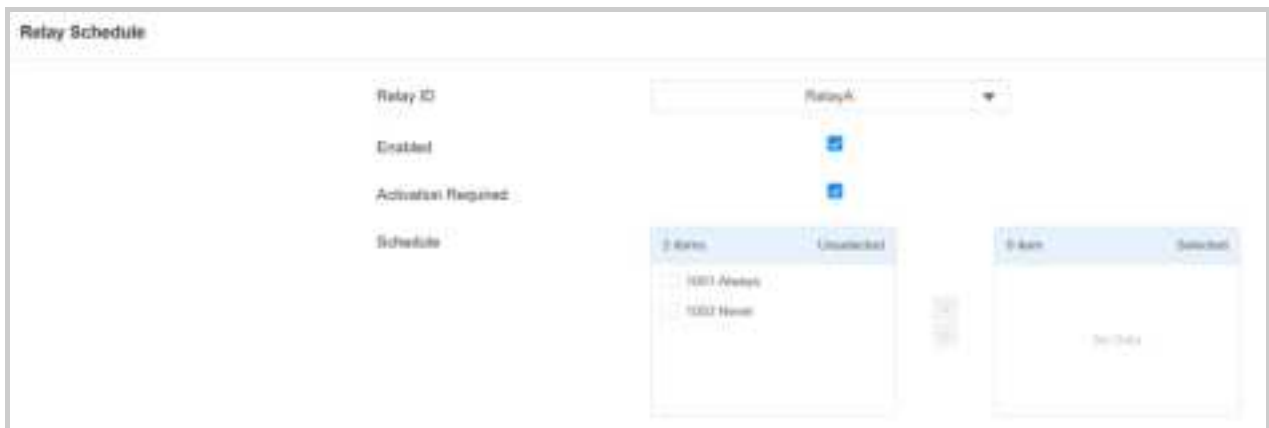 Relay Schedule
Relay ID RelayA
Enabled
Activation Required
Schedule 2 items Unselected 0 item Selected
1001:Always
1002:Never
No Data